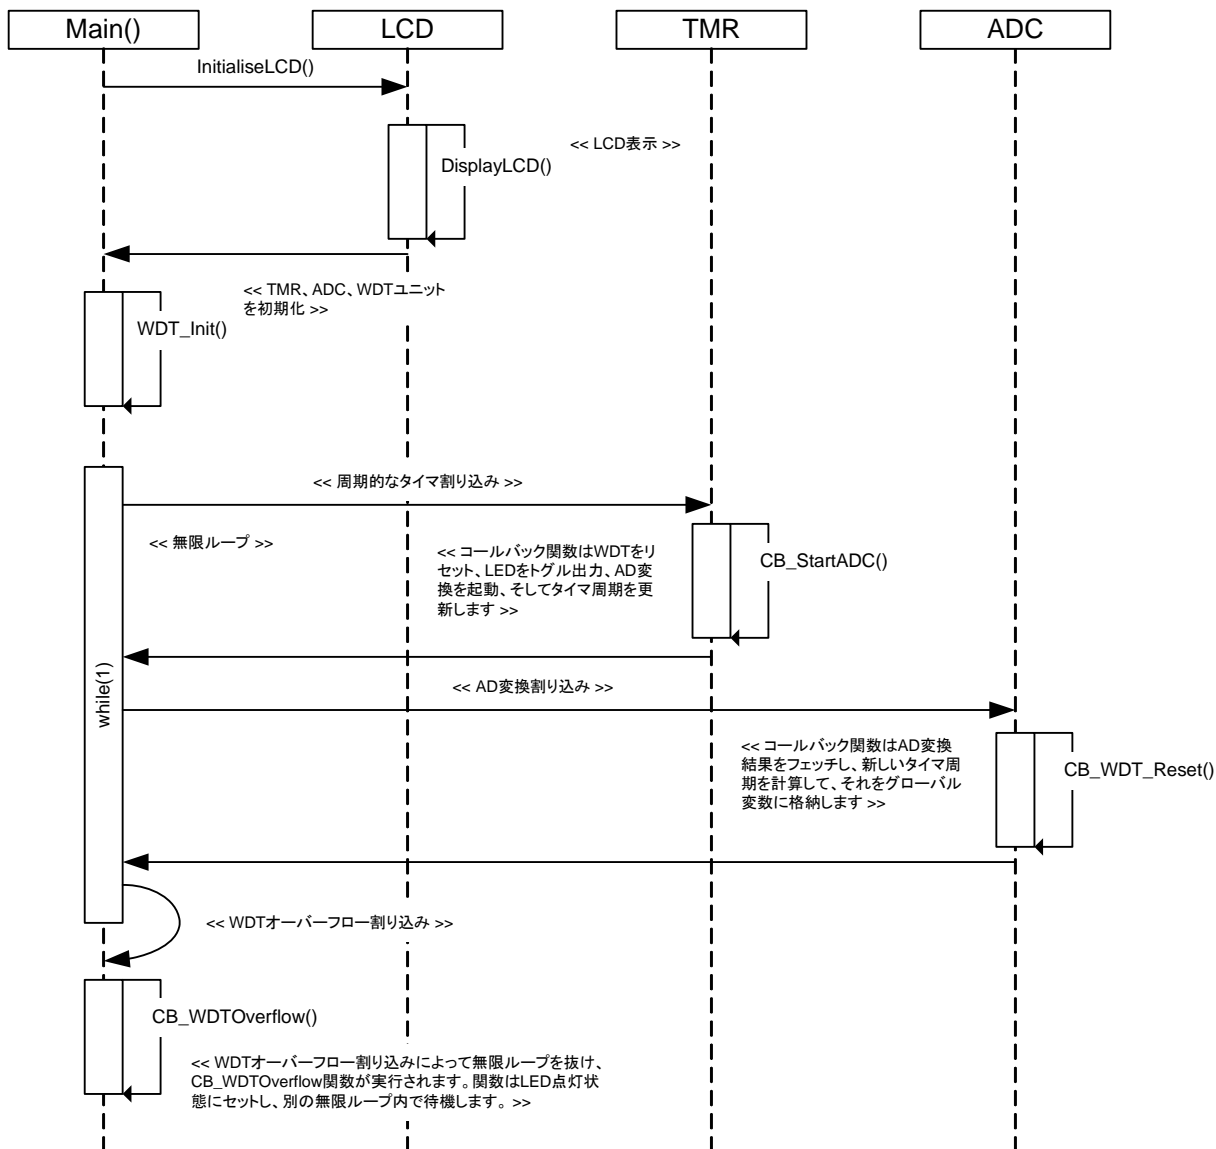 Main()
LCD
TMR
ADC
InitialiseLCD()
<< LCD表示 >>
DisplayLCD()
<< TMR、ADC、WDTユニット
を初期化 >>
WDT_Init()
<< 周期的なタイマ割り込み >>
<< 無限ループ >>
<< コールバック関数はWDTをリ
セット、LEDをトグル出力、AD変
換を起動、そしてタイマ周期を更
新します >>
CB_StartADC()
while(1)
<< AD変換割り込み >>
<< コールバック関数はAD変換
結果をフェッチし、新しいタイマ周
期を計算して、それをグローバル
変数に格納します >>
CB_WDT_Reset()
<< WDTオーバーフロー割り込み >>
CB_WDTOverflow()
<< WDTオーバーフロー割り込みによって無限ループを抜け、
CB_WDTOverflow関数が実行されます。関数はLED点灯状
態にセットし、別の無限ループ内で待機します。 >>